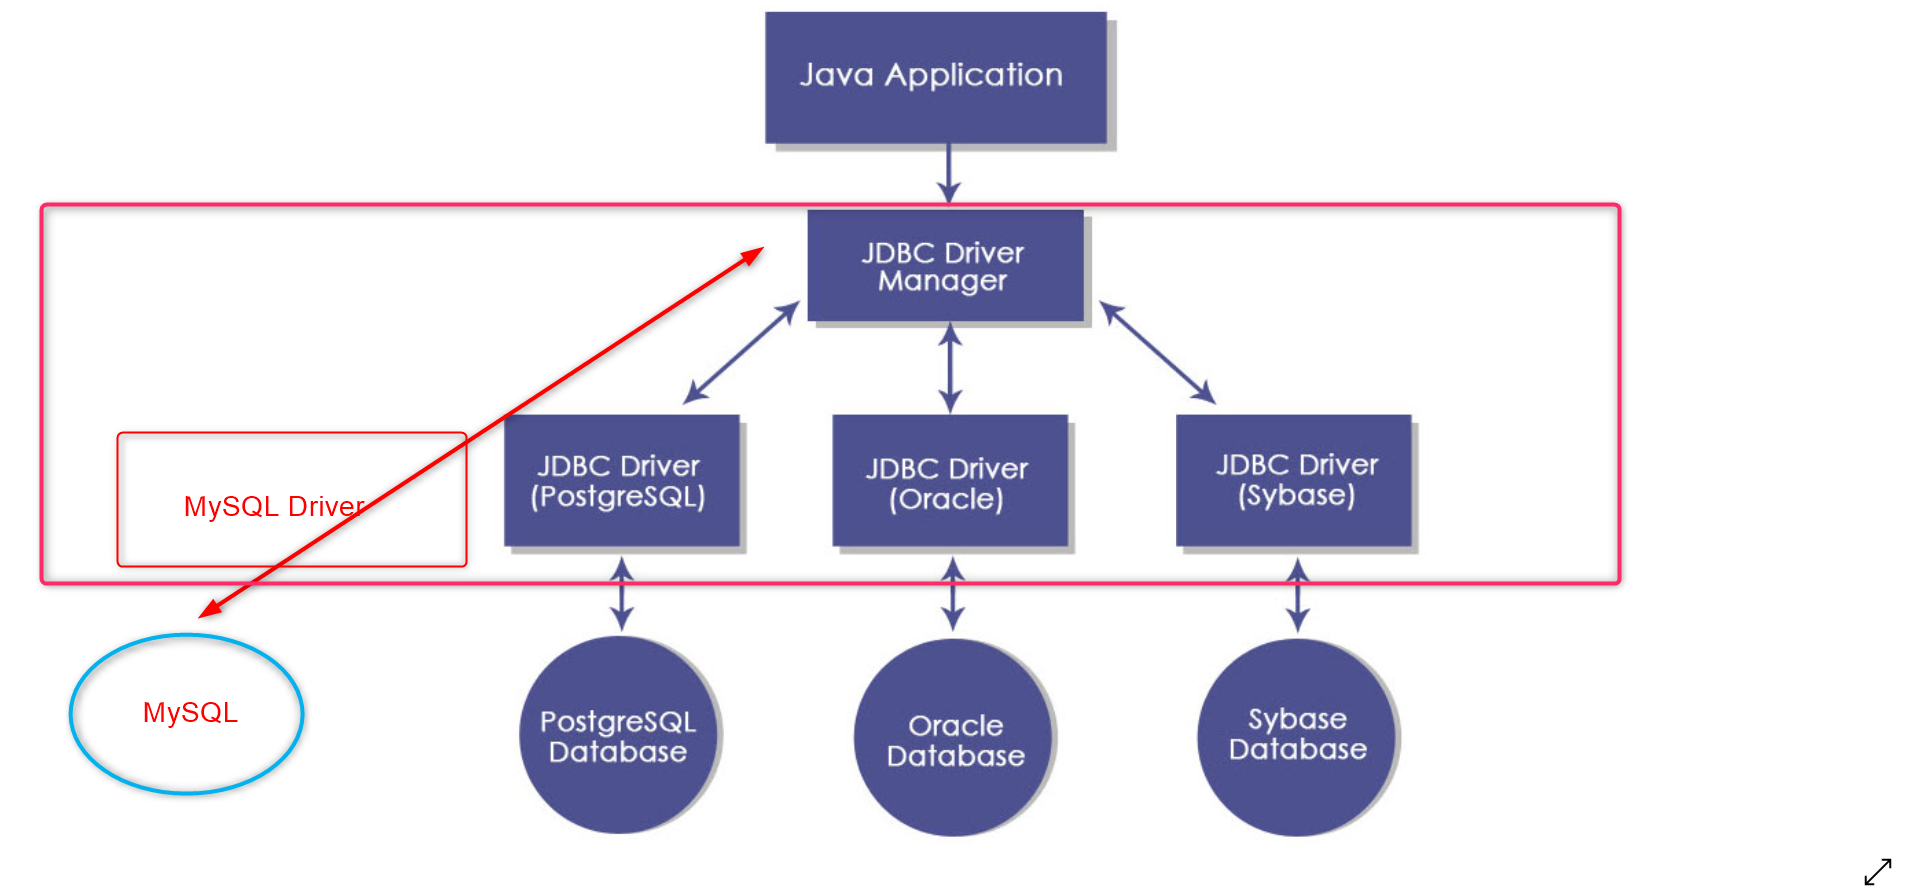 Java Application
JDBC Driver
Manager
MySQL Driver
JDBC Driver
(PostgreSQL)
JDBC Driver
(Oracle)
JDBC Driver
(Sybase)
MySQL
PostgreSQL
Database
Oracle
Database
Sybase
Database